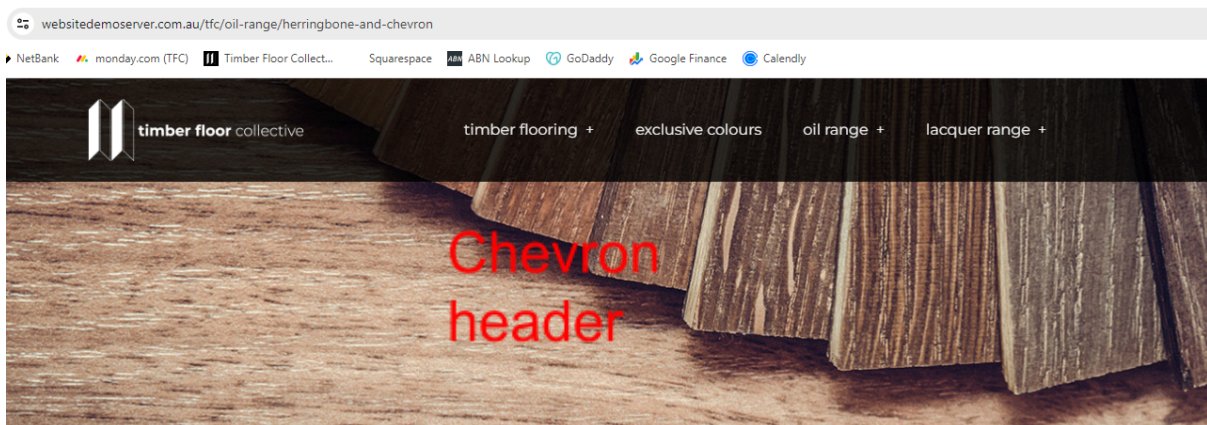 websitedemoserver.com.au/tfc/oil-range/herringbone-and-chevron
NetBank monday.com (TFC) Timber Floor Collect... Squarespace ABN ABN Lookup GoDaddy Google Finance Calendly
timber floor collective timber flooring + exclusive colours oil range + lacquer range +
Chevron
header